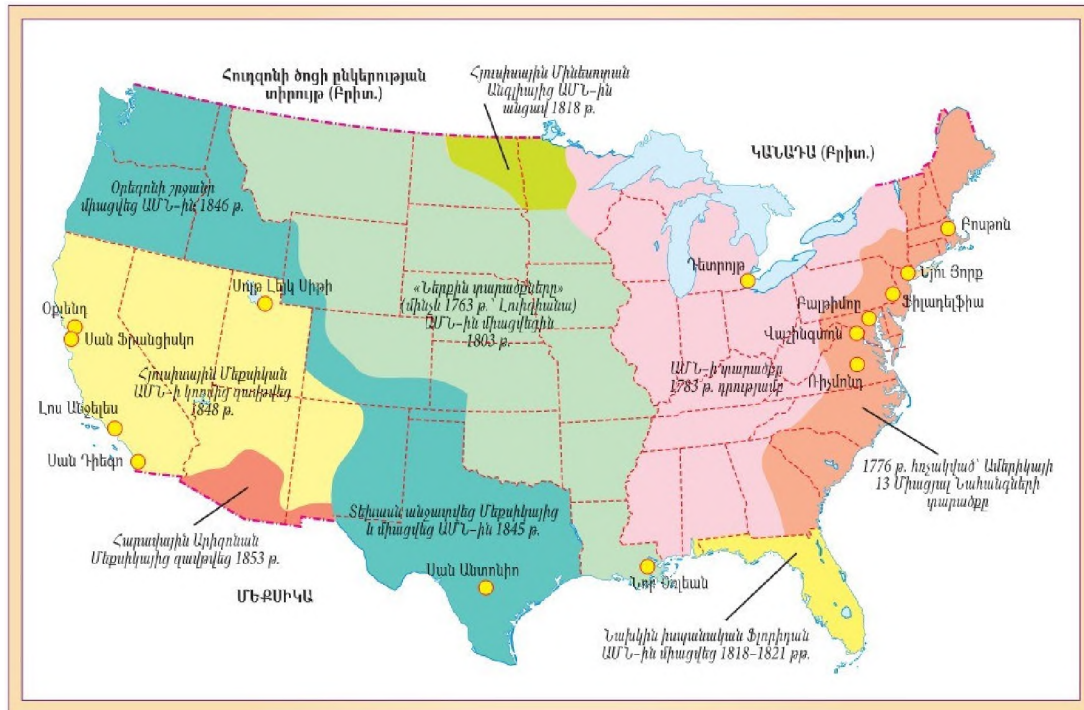 Հուդզոնի ծոցի ընկերության
տիրույթ (Բրիտ.)
Հյուսիսային Մինեսոտան
Անգլիայից ԱՄՆ-ին
անցավ 1818 թ.
ԿԱՆԱԴԱ (Բրիտ.)
Օրեգոնի շրջանի
միացվեց ԱՄՆ-ին 1846 թ.
Բոսթոն
Նյու Յորք
Դետրոյթ
Ֆիլադելֆիա
Սոլթ Լեյկ Սիթի
«Ներքին տարածքները»
(մինչև 1763 թ.՝ Լուիզիանա)
ԱՄՆ-ին միացվեցին
1803 թ.
Բալթիմոր
Վաշինգտոն
Օքլենդ
Սան Ֆրանցիսկո
Հյուսիսային Մեքսիկան
ԱՄՆ-ի կողմից զավթվեց
1848 թ.
ԱՄՆ-ի տարածքը
1783 թ. դրությամբ
Ռիչմոնդ
Լոս Անջելես
Սան Դիեգո
1776 թ. հռչակված՝ Ամերիկայի
13 Միացյալ Նահանգների
տարածքը
Տեխասն անջատվեց Մեքսիկայից
և միացվեց ԱՄՆ-ին 1845 թ.
Հարավային Արիզոնան
Մեքսիկայից զավթվեց 1853 թ.
Սան Անտոնիո
Նոր Օռլեան
ՄԵՔՍԻԿԱ
Նախկին իսպանական Ֆլորիդան
ԱՄՆ-ին միացվեց 1818-1821 թթ.